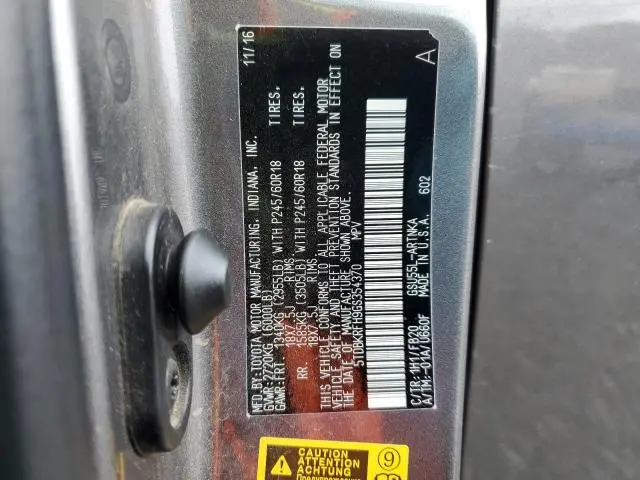 MFD.BY:TOYOTA MOTOR MANUFACTURING, INDIANA, INC. 11/16
GVWR:2720KG (6000LB)
GAWR:FRT. 1340KG (2955LB) WITH P245/60R18 TIRES,
18X7.5J RIMS
RR. 1585KG (3505LB) WITH P245/60R18 TIRES,
18X7.5J RIMS
THIS VEHICLE CONFORMS TO ALL APPLICABLE FEDERAL MOTOR
VEHICLE SAFETY AND THEFT PREVENTION STANDARDS IN EFFECT ON
THE DATE OF MANUFACTURE SHOWN ABOVE.
5TDBKRFH9GS354370 MPV
A
C/TR:1H1/FB20 GSU55L-ARTNKA 602
A/TM:-01A/U660F MADE IN U.S.A.
CAUTION
ATTENTION
ACHTUNG
9